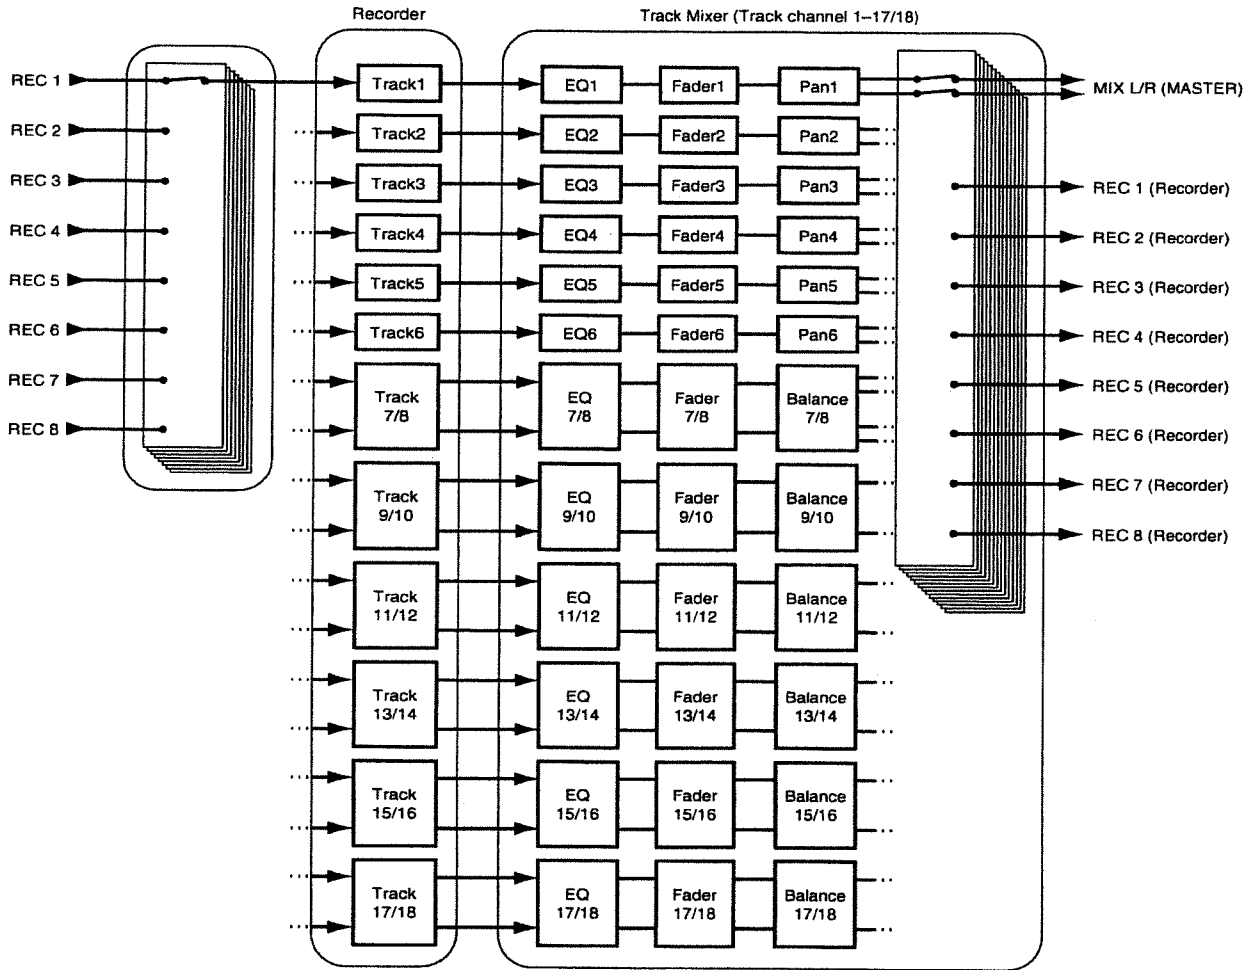 Recorder
Track Mixer (Track channel 1–17/18)
REC 1
Track1
EQ1
Fader1
Pan1
MIX L/R (MASTER)
REC 2
Track2
EQ2
Fader2
Pan2
REC 3
Track3
EQ3
Fader3
Pan3
REC 1 (Recorder)
REC 4
Track4
EQ4
Fader4
Pan4
REC 2 (Recorder)
REC 5
Track5
EQ5
Fader5
Pan5
REC 3 (Recorder)
REC 6
Track6
EQ6
Fader6
Pan6
REC 4 (Recorder)
REC 7
Track
7/8
EQ
7/8
Fader
7/8
Balance
7/8
REC 5 (Recorder)
REC 8
REC 6 (Recorder)
Track
9/10
EQ
9/10
Fader
9/10
Balance
9/10
REC 7 (Recorder)
REC 8 (Recorder)
Track
11/12
EQ
11/12
Fader
11/12
Balance
11/12
Track
13/14
EQ
13/14
Fader
13/14
Balance
13/14
Track
15/16
EQ
15/16
Fader
15/16
Balance
15/16
Track
17/18
EQ
17/18
Fader
17/18
Balance
17/18